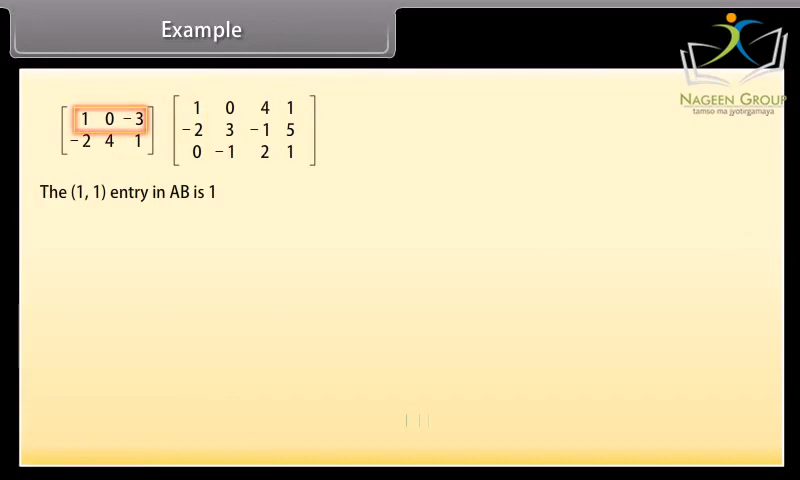 Example
NAGEEN GROUP
tamso ma jyotirgamaya
1 0 −3
−2 4 1
1 0 4 1
−2 3 −1 5
0 −1 2 1
The (1, 1) entry in AB is 1